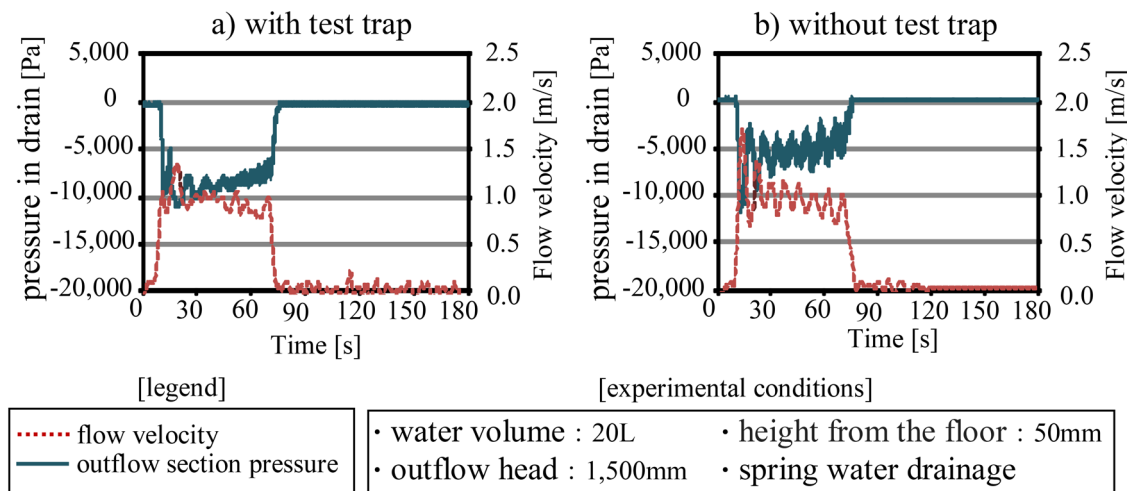 a) with test trap
b) without test trap
pressure in drain [Pa]
5,000
0
-5,000
-10,000
-15,000
-20,000
2.5
2.0
1.5
1.0
0.5
0.0
Flow velocity [m/s]
0 30 60 90 120 150 180
Time [s]
pressure in drain [Pa]
5,000
0
-5,000
-10,000
-15,000
-20,000
2.5
2.0
1.5
1.0
0.5
0.0
Flow velocity [m/s]
0 30 60 90 120 150 180
Time [s]
[legend]
flow velocity
outflow section pressure
[experimental conditions]
・water volume : 20L ・height from the floor : 50mm
・outflow head : 1,500mm ・spring water drainage